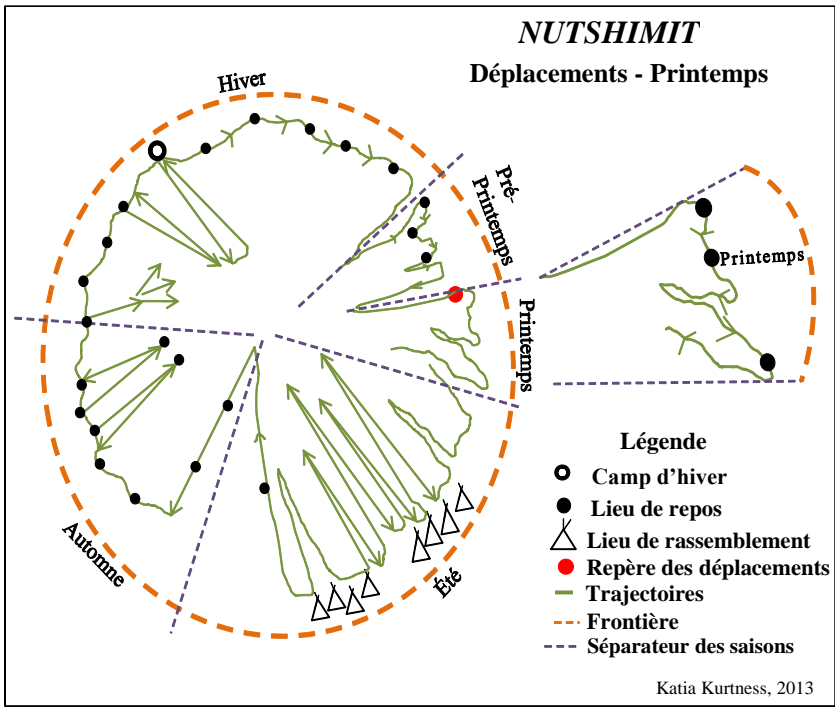 NUTSHIMIT
Déplacements - Printemps
Hiver
Pré-
Printemps
Printemps
Printemps
Été
Automne
Légende
Camp d'hiver
Lieu de repos
Lieu de rassemblement
Repère des déplacements
Trajectoires
Frontière
Séparateur des saisons
Katia Kurtness, 2013